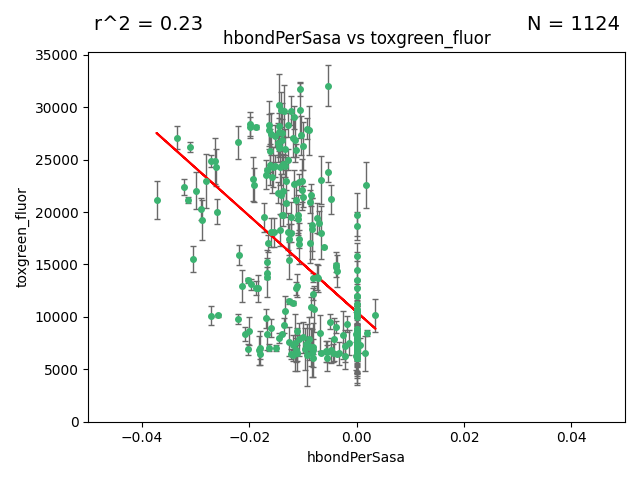 r^2 = 0.23
N = 1124
hbondPerSasa vs toxgreen_fluor
toxgreen_fluor
35000
30000
25000
20000
15000
10000
5000
0
−0.04
−0.02
0.00
0.02
0.04
hbondPerSasa